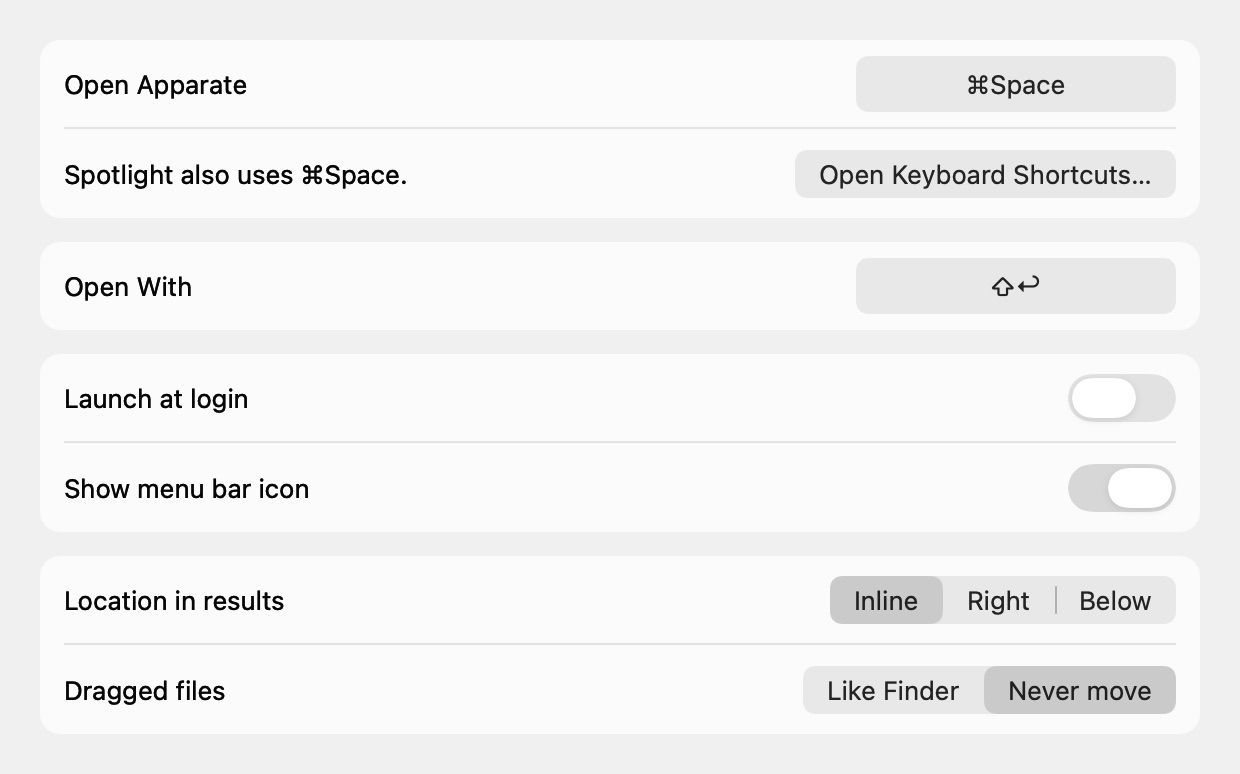 Open Apparate ⌘Space
Spotlight also uses ⌘Space. Open Keyboard Shortcuts...
Open With ⇧↩
Launch at login
Show menu bar icon
Location in results Inline Right Below
Dragged files Like Finder Never move